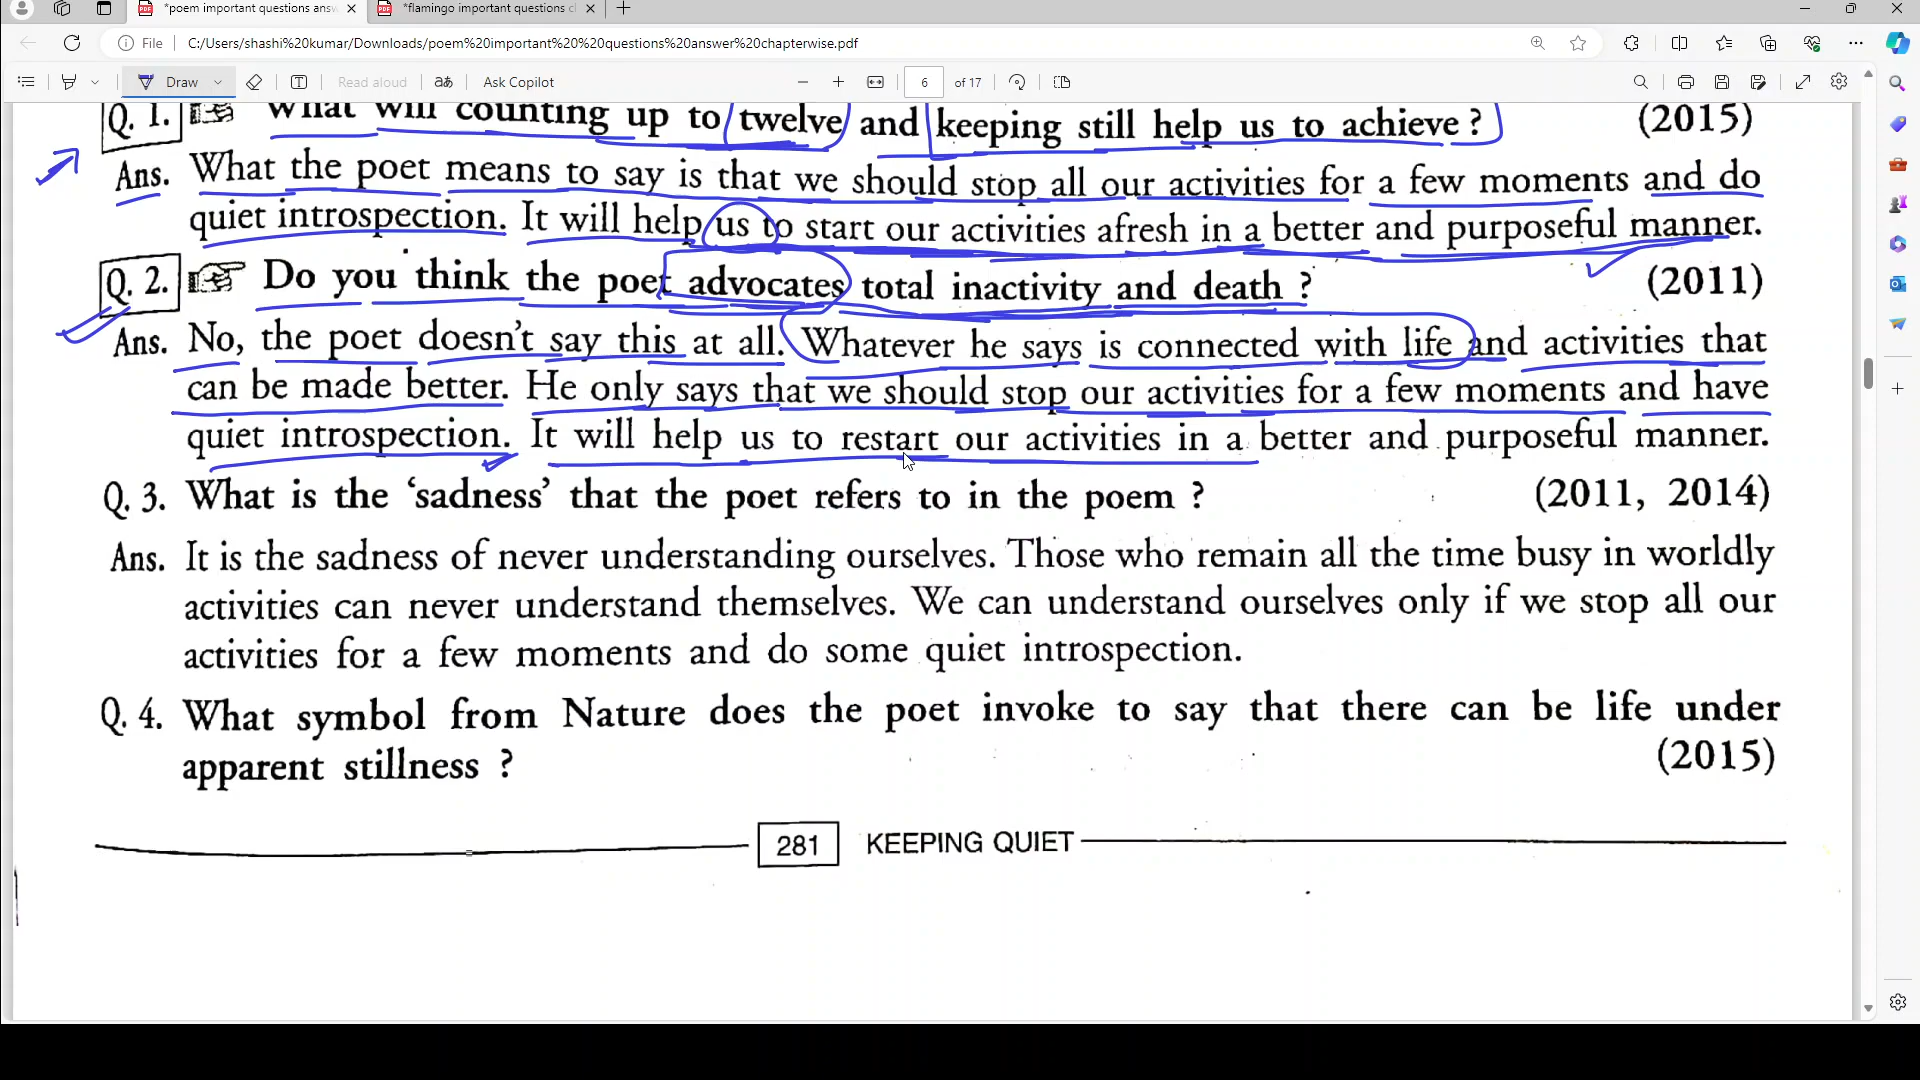 *poem important questions ans
*flamingo important questions c
File C:/Users/shashi%20kumar/Downloads/poem%20important%20%20questions%20answer%20chapterwise.pdf
Draw Read aloud Ask Copilot 6 of 17
Q. 1. What will counting up to twelve and keeping still help us to achieve ? (2015)
Ans. What the poet means to say is that we should stop all our activities for a few moments and do
quiet introspection. It will help us to start our activities afresh in a better and purposeful manner.
Q. 2. Do you think the poet advocates total inactivity and death ? (2011)
Ans. No, the poet doesn't say this at all. Whatever he says is connected with life and activities that
can be made better. He only says that we should stop our activities for a few moments and have
quiet introspection. It will help us to restart our activities in a better and purposeful manner.
Q. 3. What is the 'sadness' that the poet refers to in the poem ? (2011, 2014)
Ans. It is the sadness of never understanding ourselves. Those who remain all the time busy in worldly
activities can never understand themselves. We can understand ourselves only if we stop all our
activities for a few moments and do some quiet introspection.
Q. 4. What symbol from Nature does the poet invoke to say that there can be life under
apparent stillness ? (2015)
281 KEEPING QUIET